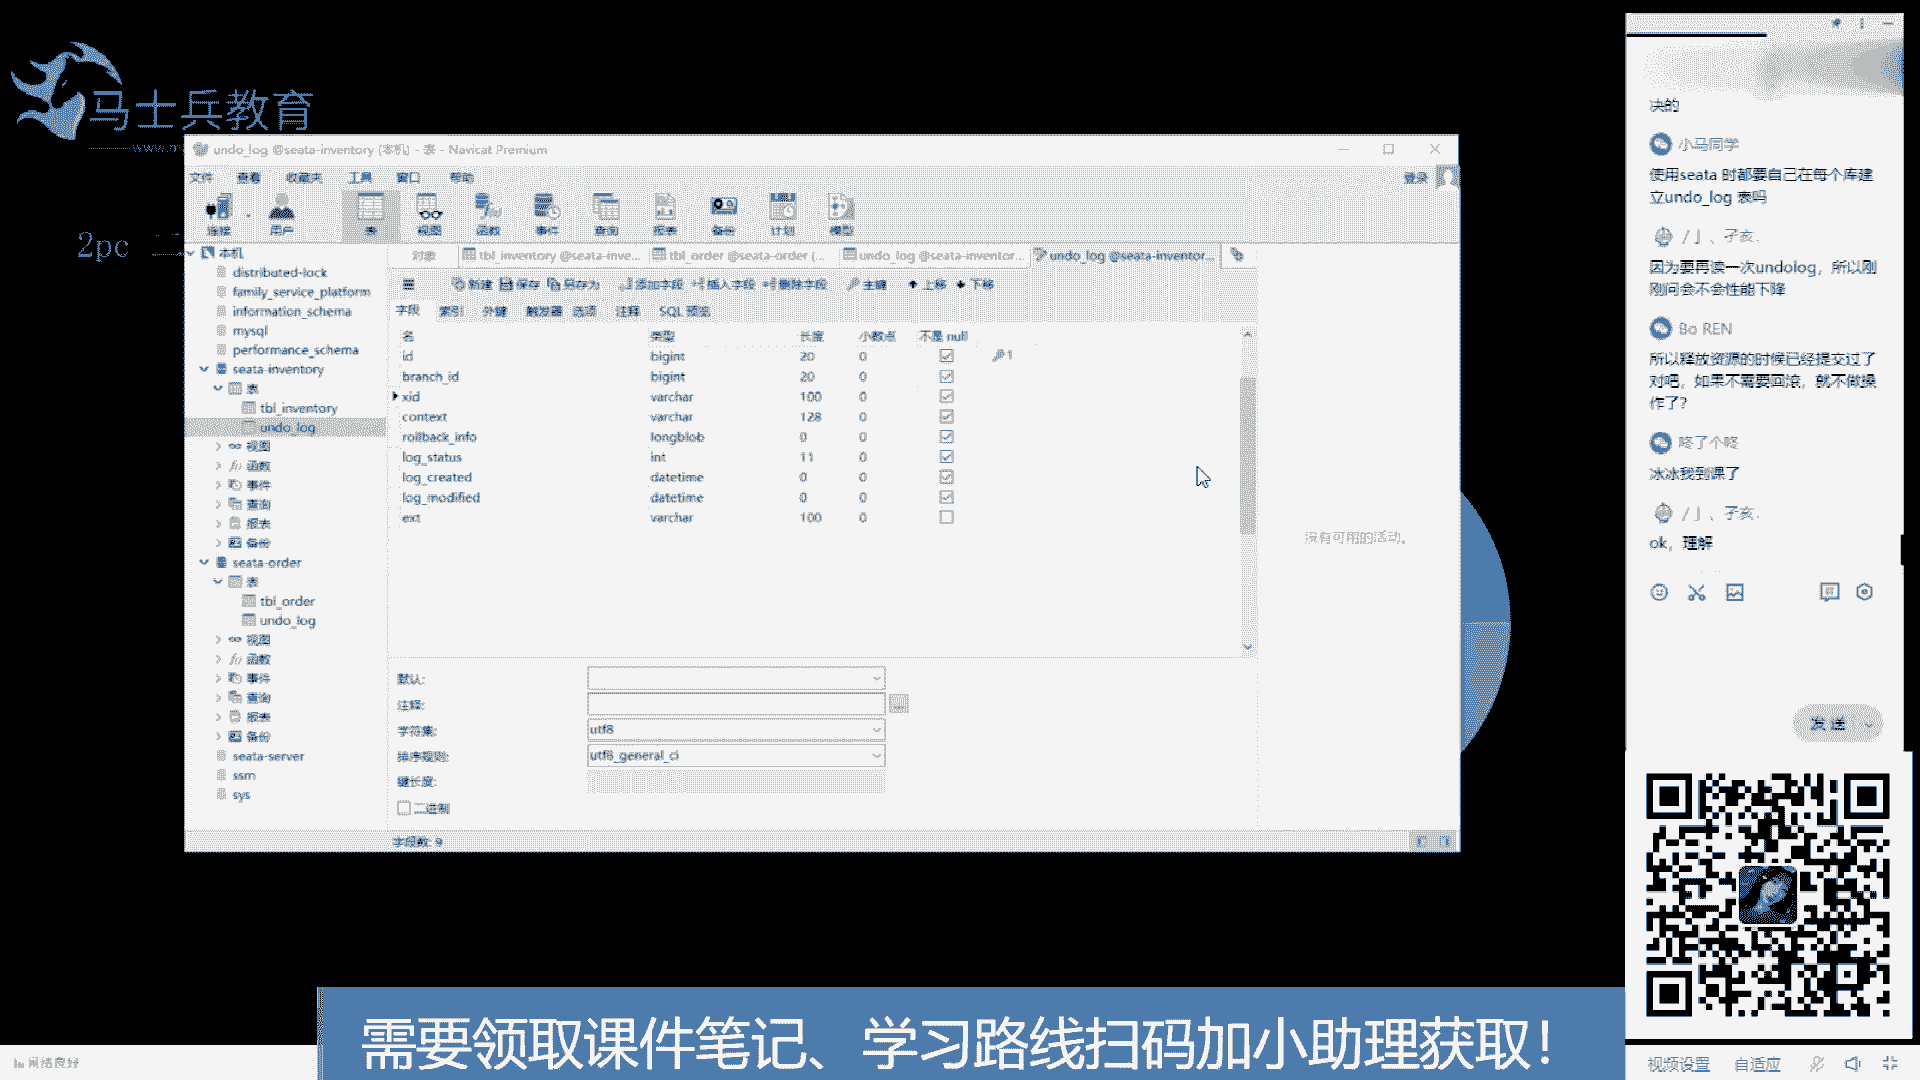 马士兵教育
www.m
2pc
undo_log @seata-inventory (本机) - 表 - Navicat Premium
文件 查看 收藏夹 工具 窗口 帮助
登录
连接 用户 表 视图 函数 事件 查询 报表 备份 计划 模型
本机
distributed-lock
family_service_platform
information_schema
mysql
performance_schema
seata-inventory
表
tbl_inventory
undo_log
视图
函数
事件
查询
报表
备份
seata-order
表
tbl_order
undo_log
视图
函数
事件
查询
报表
备份
seata-server
ssm
sys
对象 tbl_inventory @seata-inve... tbl_order @seata-order (... undo_log @seata-inventor... undo_log @seata-inventor...
新建 保存 另存为 添加字段 插入字段 删除字段 主键 上移 下移
字段 索引 外键 触发器 选项 注释 SQL 预览
名 类型 长度 小数点 不是 null
id bigint 20 0 1
branch_id bigint 20 0
xid varchar 100 0
context varchar 128 0
rollback_info longblob 0 0
log_status int 11 0
log_created datetime 0 0
log_modified datetime 0 0
ext varchar 100 0
没有可用的活动。
默认:
注释:
...
字符集: utf8
排序规则: utf8_general_ci
键长度:
二进制
字段数: 9
决的
小马同学
使用seata 时都要自己在每个库建
立undo_log 表吗
/亅、孑亥.
因为要再读一次undolog，所以刚
刚问会不会性能下降
Bo REN
所以释放资源的时候已经提交过了
对吧，如果不需要回滚，就不做操
作了？
咚了个咚
冰冰我到课了
/亅、孑亥.
ok，理解
发送
需要领取课件笔记、学习路线扫码加小助理获取！
网络良好
视频设置 自适应